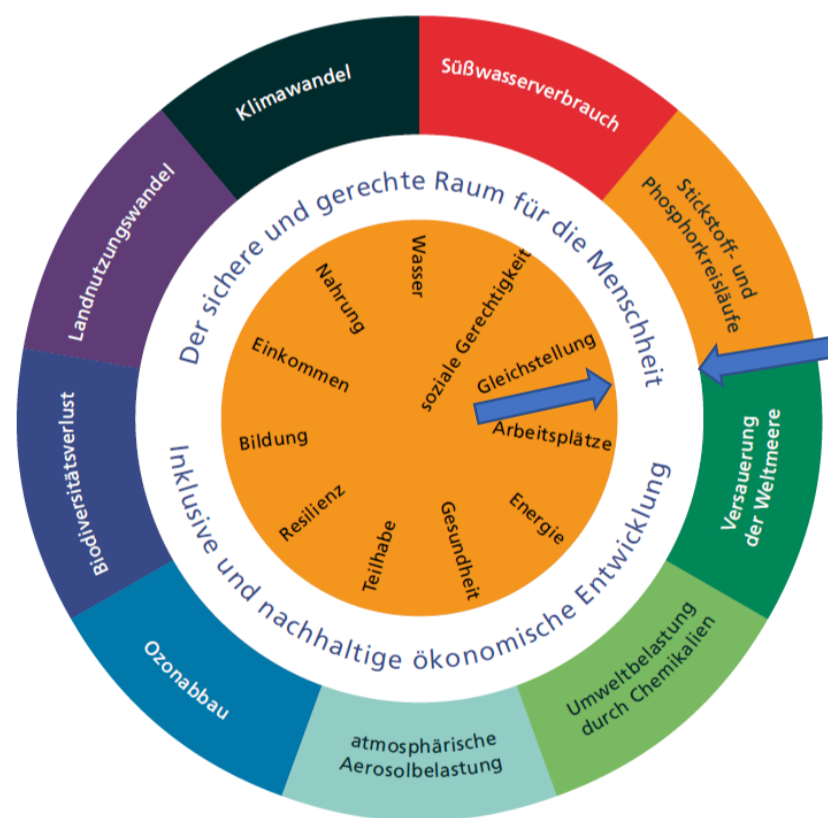 Klimawandel
Süßwasserverbrauch
Stickstoff- und
Phosphorkreisläufe
Versauerung
der Weltmeere
Umweltbelastung
durch Chemikalien
atmosphärische
Aerosolbelastung
Ozonabbau
Biodiversitätsverlust
Landnutzungswandel
Der sichere und gerechte Raum für die Menschheit
Inklusive und nachhaltige ökonomische Entwicklung
Wasser
soziale Gerechtigkeit
Gleichstellung
Arbeitsplätze
Energie
Gesundheit
Teilhabe
Resilienz
Bildung
Einkommen
Nahrung